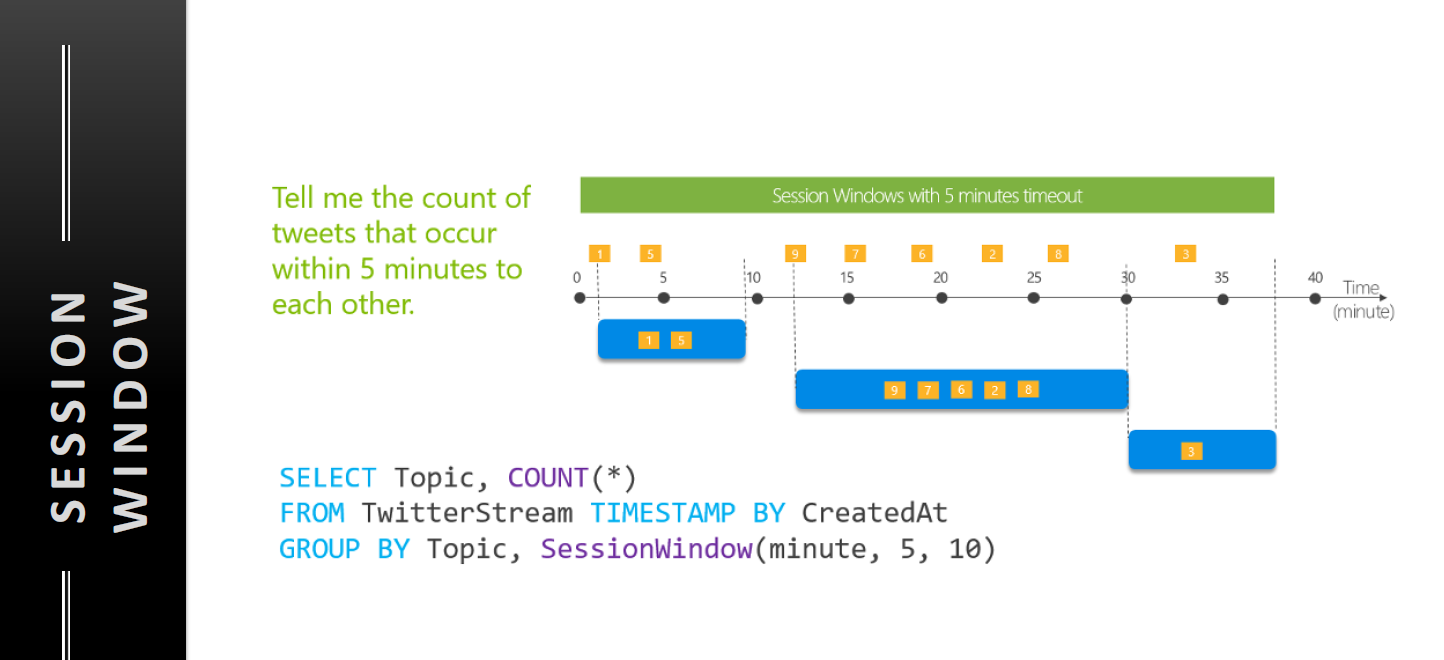 SESSION
WINDOW
Tell me the count of
tweets that occur
within 5 minutes to
each other.
Session Windows with 5 minutes timeout
1 5 9 7 6 2 8 3
0 5 10 15 20 25 30 35 40
Time
(minute)
1 5
9 7 6 2 8
3
SELECT Topic, COUNT(*)
FROM TwitterStream TIMESTAMP BY CreatedAt
GROUP BY Topic, SessionWindow(minute, 5, 10)